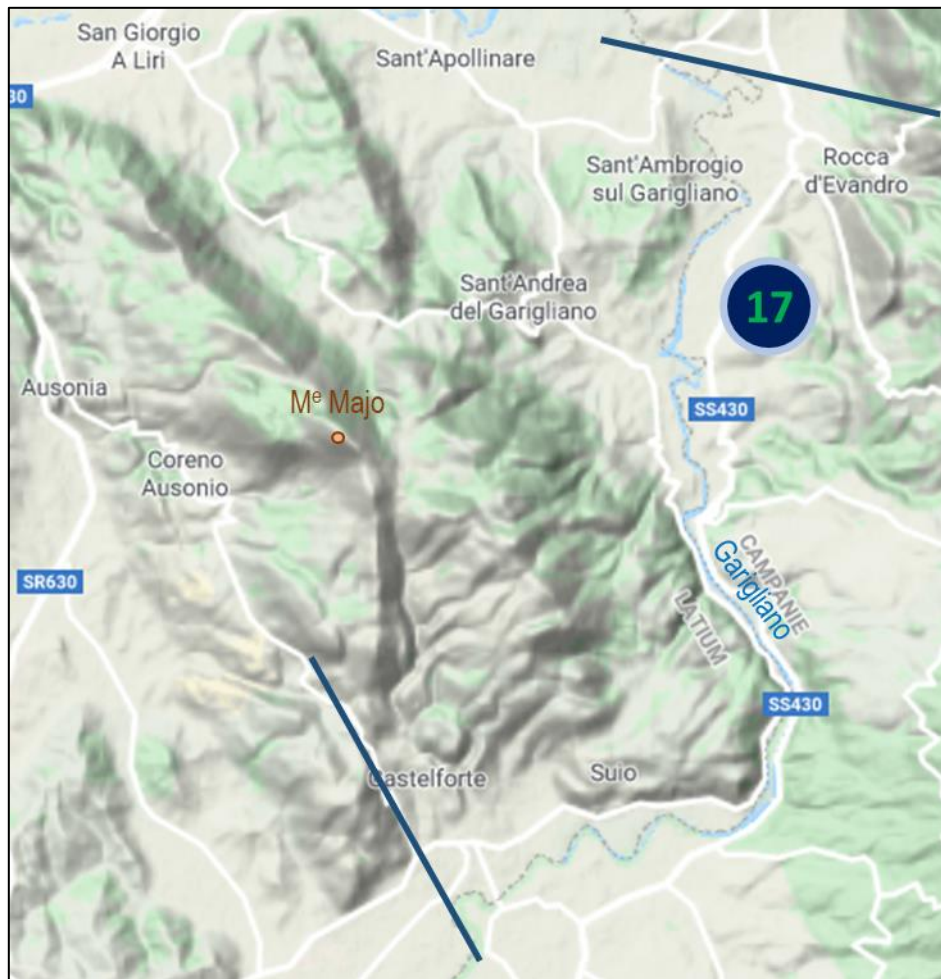 San Giorgio
A Liri
Sant'Apollinare
30
Sant'Ambrogio
sul Garigliano
Rocca
d'Evandro
Sant'Andrea
del Garigliano
17
Ausonia
Mᵉ Majo
SS430
Coreno
Ausonio
SR630
CAMPANIE
Garigliano
LATIUM
SS430
Castelforte
Suio